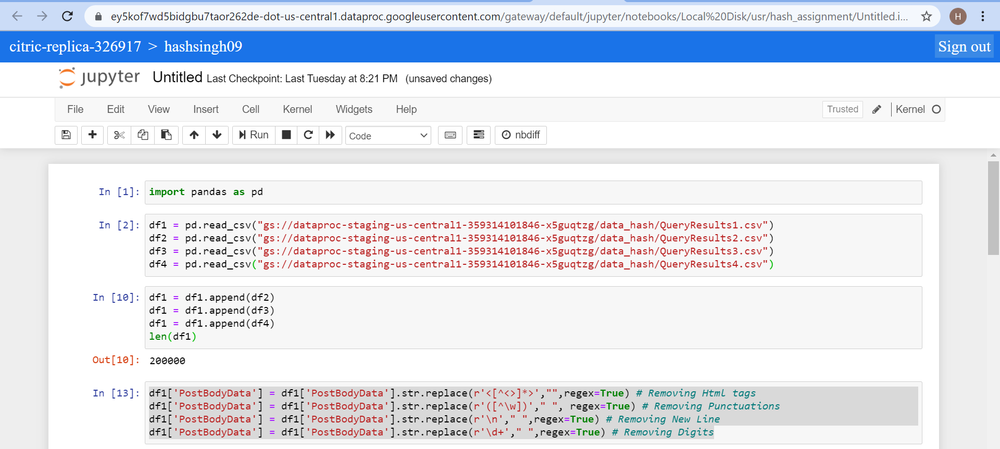 ey5kof7wd5bidgbu7taor262de-dot-us-central1.dataproc.googleusercontent.com/gateway/default/jupyter/notebooks/Local%20Disk/usr/hash_assignment/Untitled.i...
H
citric-replica-326917 > hashsingh09
Sign out
jupyter Untitled Last Checkpoint: Last Tuesday at 8:21 PM (unsaved changes)
File Edit View Insert Cell Kernel Widgets Help
Trusted Kernel
Run Code nbdiff
In [1]: import pandas as pd
In [2]: df1 = pd.read_csv("gs://dataproc-staging-us-central1-359314101846-x5guqtzg/data_hash/QueryResults1.csv")
df2 = pd.read_csv("gs://dataproc-staging-us-central1-359314101846-x5guqtzg/data_hash/QueryResults2.csv")
df3 = pd.read_csv("gs://dataproc-staging-us-central1-359314101846-x5guqtzg/data_hash/QueryResults3.csv")
df4 = pd.read_csv("gs://dataproc-staging-us-central1-359314101846-x5guqtzg/data_hash/QueryResults4.csv")
In [10]: df1 = df1.append(df2)
df1 = df1.append(df3)
df1 = df1.append(df4)
len(df1)
Out[10]: 200000
In [13]: df1['PostBodyData'] = df1['PostBodyData'].str.replace(r'<[^<>]*>',"",regex=True) # Removing Html tags
df1['PostBodyData'] = df1['PostBodyData'].str.replace(r'([^\w])'," ", regex=True) # Removing Punctuations
df1['PostBodyData'] = df1['PostBodyData'].str.replace(r'\n'," ",regex=True) # Removing New Line
df1['PostBodyData'] = df1['PostBodyData'].str.replace(r'\d+'," ",regex=True) # Removing Digits